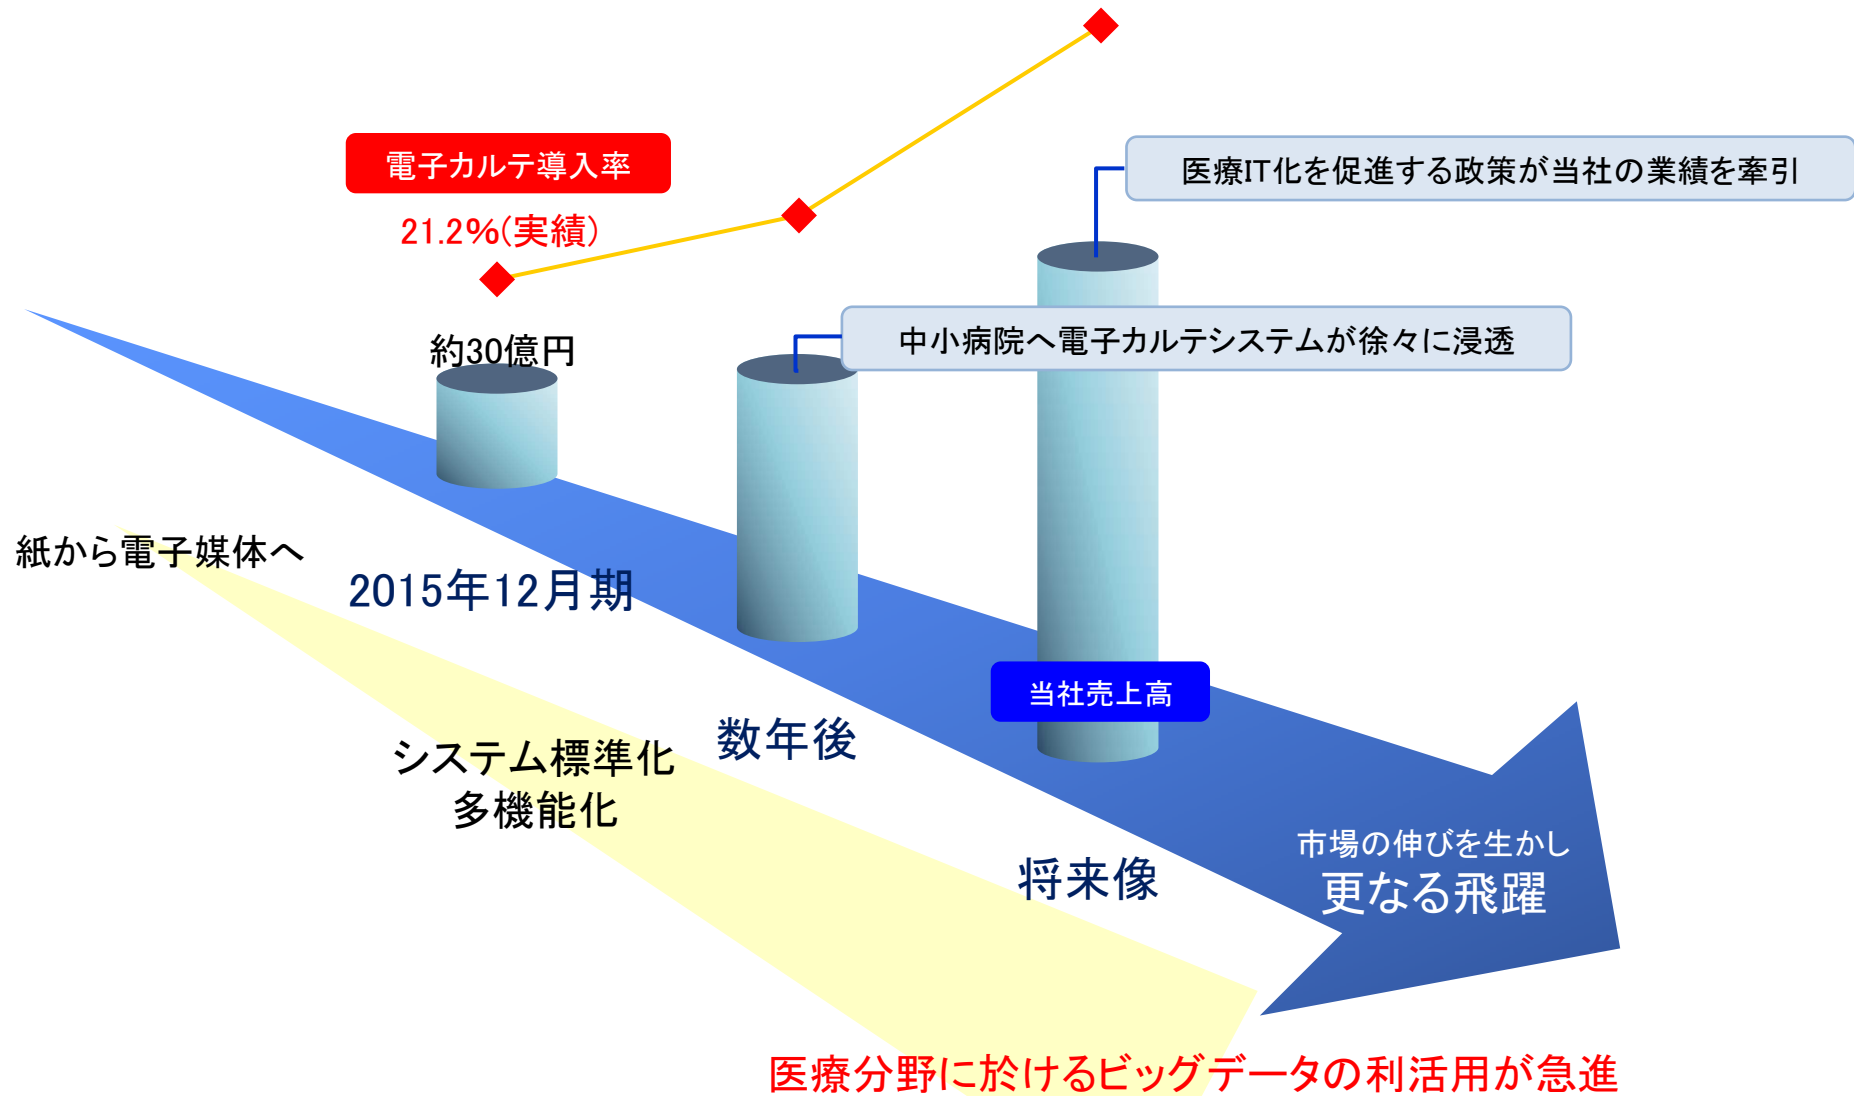 電子カルテ導入率
21.2%(実績)
医療IT化を促進する政策が当社の業績を牽引
約30億円
中小病院へ電子カルテシステムが徐々に浸透
紙から電子媒体へ
2015年12月期
当社売上高
数年後
システム標準化
多機能化
将来像
市場の伸びを生かし
更なる飛躍
医療分野に於けるビッグデータの利活用が急進